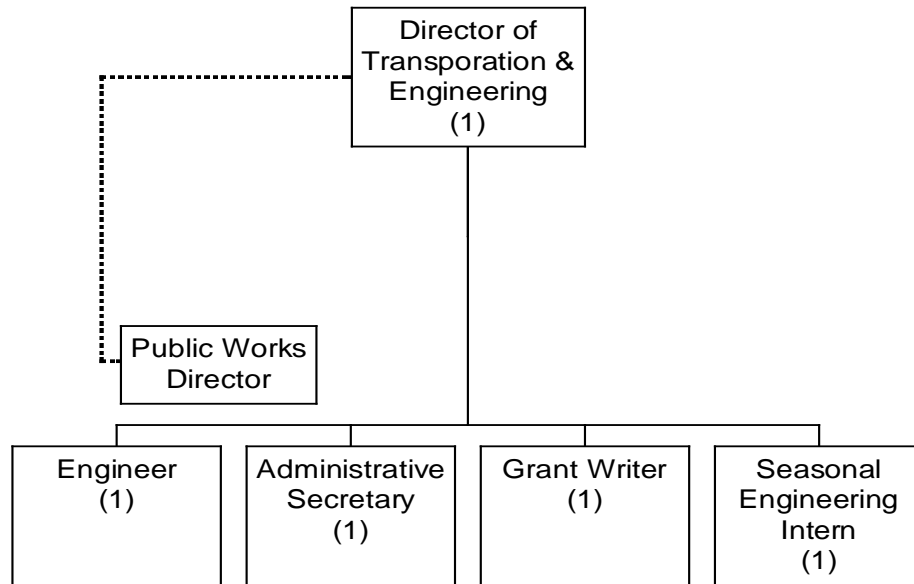 Director of
Transporation &
Engineering
(1)
Public Works
Director
Engineer
(1)
Administrative
Secretary
(1)
Grant Writer
(1)
Seasonal
Engineering
Intern
(1)